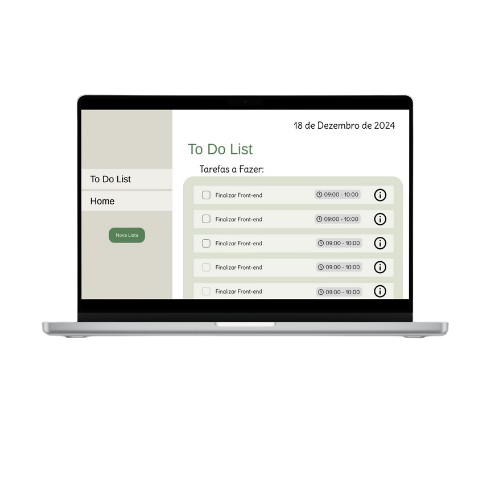 18 de Dezembro de 2024
To Do List
Tarefas a Fazer:
To Do List
Home
Nova Lista
Finalizar Front-end 09:00 - 10:00
Finalizar Front-end 09:00 - 10:00
Finalizar Front-end 09:00 - 10:00
Finalizar Front-end 09:00 - 10:00
Finalizar Front-end 09:00 - 10:00